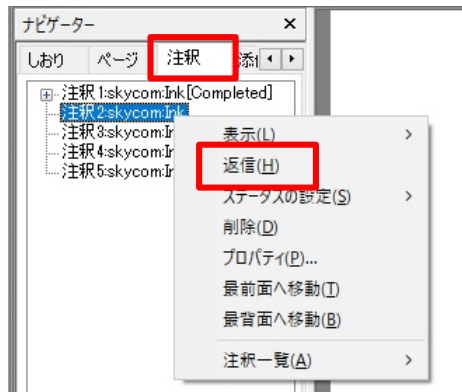 ナビゲーター ×
しおり ページ 注釈
注釈 1:skycom:Ink[Completed]
注釈 2:skycom:Ink
注釈 3:skycom:
注釈 4:skycom:
注釈 5:skycom:
表示(L)
返信(H)
ステータスの設定(S)
削除(D)
プロパティ(P)...
最前面へ移動(T)
最背面へ移動(B)
注釈一覧(A)